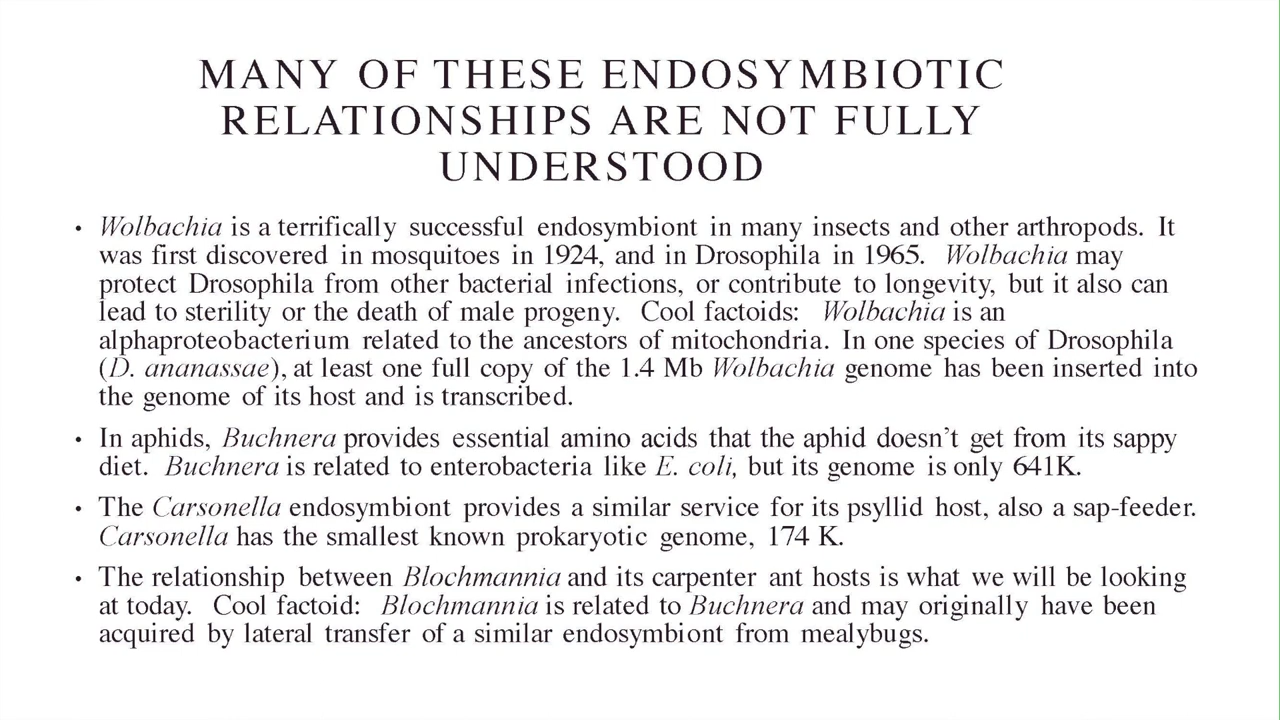 MANY OF THESE ENDOSYMBIOTIC
RELATIONSHIPS ARE NOT FULLY
UNDERSTOOD
• Wolbachia is a terrifically successful endosymbiont in many insects and other arthropods. It
was first discovered in mosquitoes in 1924, and in Drosophila in 1965. Wolbachia may
protect Drosophila from other bacterial infections, or contribute to longevity, but it also can
lead to sterility or the death of male progeny. Cool factoids: Wolbachia is an
alphaproteobacterium related to the ancestors of mitochondria. In one species of Drosophila
(D. ananassae), at least one full copy of the 1.4 Mb Wolbachia genome has been inserted into
the genome of its host and is transcribed.
• In aphids, Buchnera provides essential amino acids that the aphid doesn’t get from its sappy
diet. Buchnera is related to enterobacteria like E. coli, but its genome is only 641K.
• The Carsonella endosymbiont provides a similar service for its psyllid host, also a sap-feeder.
Carsonella has the smallest known prokaryotic genome, 174 K.
• The relationship between Blochmannia and its carpenter ant hosts is what we will be looking
at today. Cool factoid: Blochmannia is related to Buchnera and may originally have been
acquired by lateral transfer of a similar endosymbiont from mealybugs.